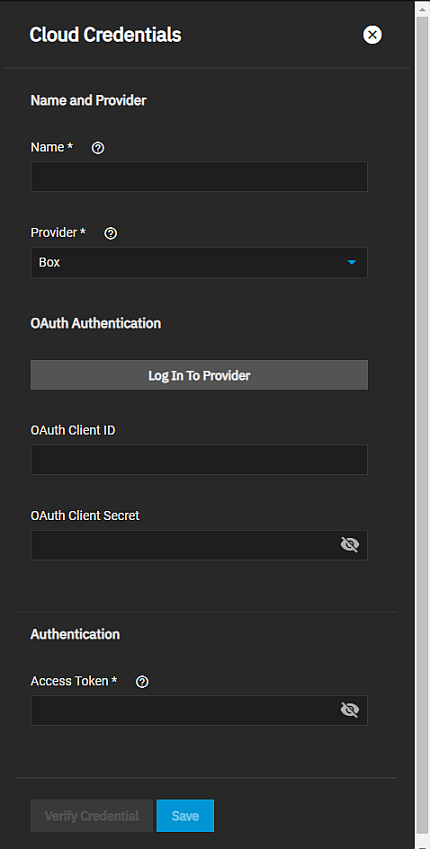 Cloud Credentials
Name and Provider
Name *
Provider *
Box
OAuth Authentication
Log In To Provider
OAuth Client ID
OAuth Client Secret
Authentication
Access Token *
Verify Credential Save